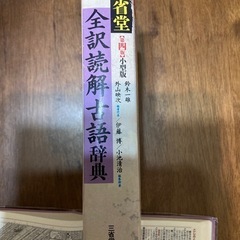 省堂
全訳読解古語辞典
【第四版】小型版
鈴木一雄
外山映次
伊藤博/小池清治
三省